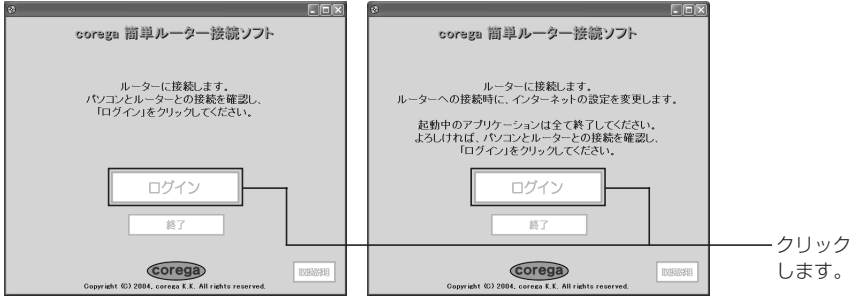 corega 簡単ルーター接続ソフト
ルーターに接続します。
パソコンとルーターとの接続を確認し、
「ログイン」をクリックしてください。
ログイン
終了
corega
Copyright (C) 2004, corega K.K. All rights reserved.
corega 簡単ルーター接続ソフト
ルーターに接続します。
ルーターへの接続時に、インターネットの設定を変更します。
起動中のアプリケーションは全て終了してください。
よろしければ、パソコンとルーターとの接続を確認し、
「ログイン」をクリックしてください。
ログイン
終了
corega
Copyright (C) 2004, corega K.K. All rights reserved.
クリック
します。